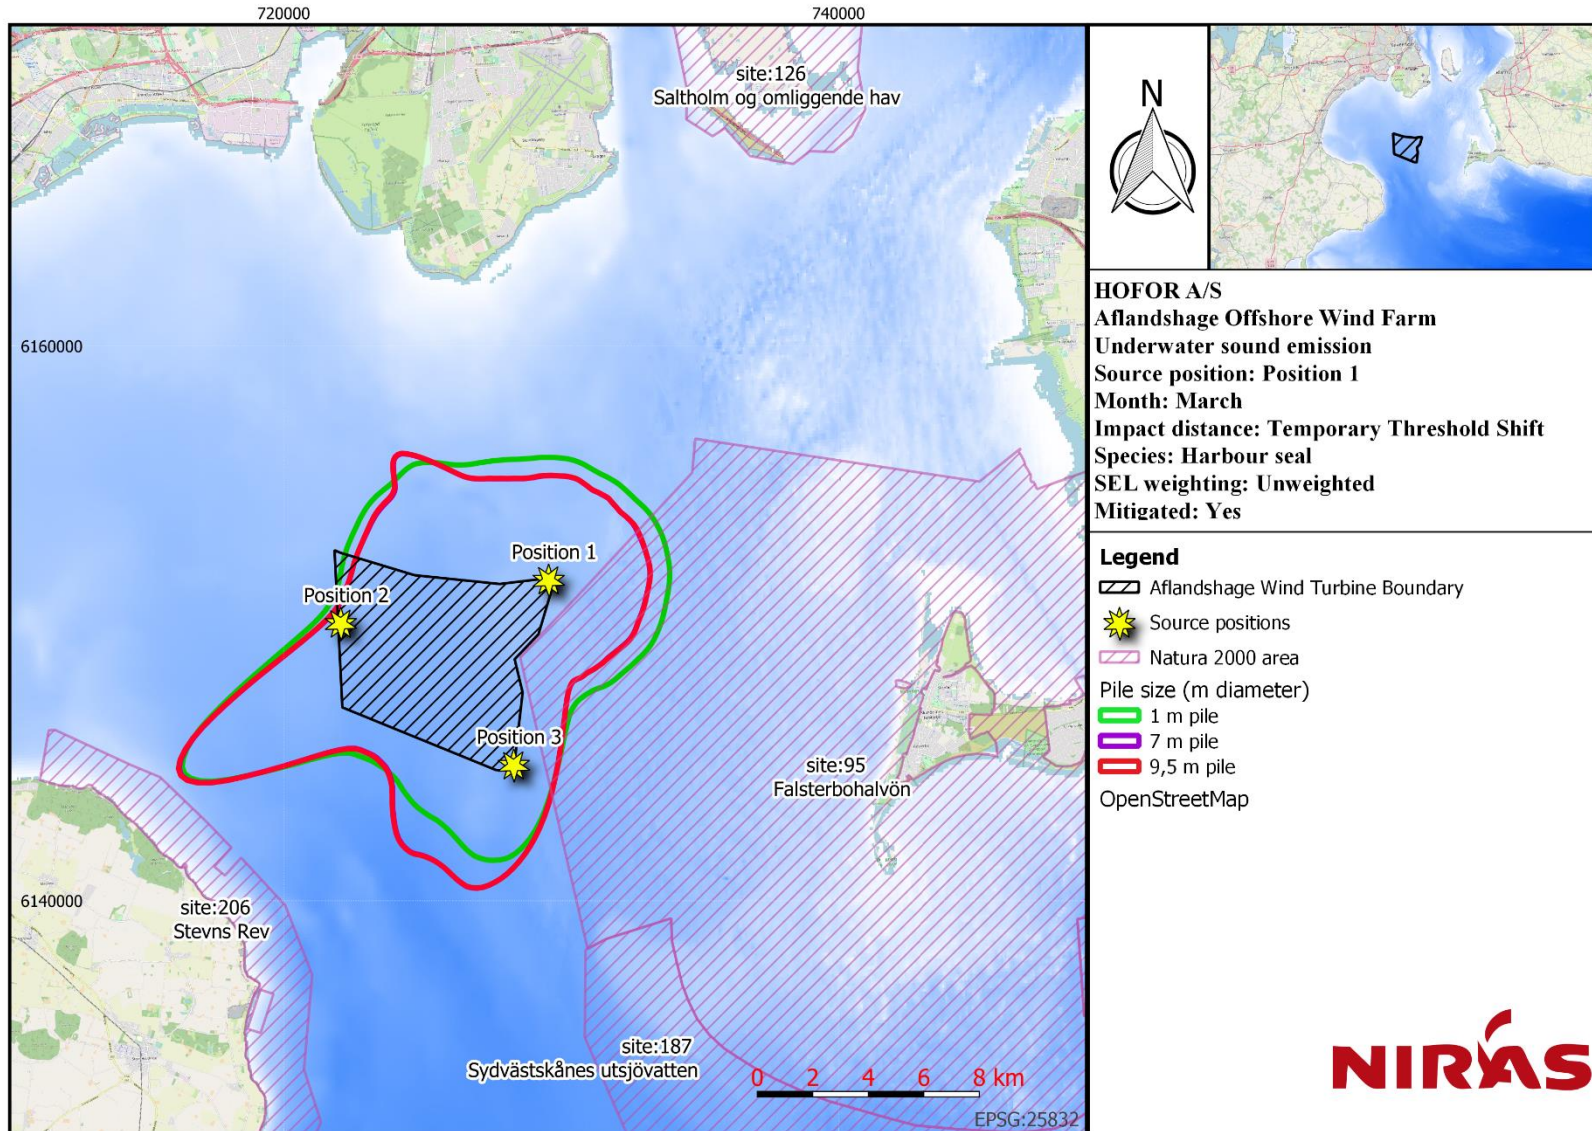 720000
740000
site:126
Saltholm og omliggende hav
6160000
Position 1
Position 2
Position 3
site:95
Falsterbohalvön
6140000
site:206
Stevns Rev
site:187
Sydvästskånes utsjövatten
0 2 4 6 8 km
EPSG:25832
N
HOFOR A/S
Aflandshage Offshore Wind Farm
Underwater sound emission
Source position: Position 1
Month: March
Impact distance: Temporary Threshold Shift
Species: Harbour seal
SEL weighting: Unweighted
Mitigated: Yes
Legend
Aflandshage Wind Turbine Boundary
Source positions
Natura 2000 area
Pile size (m diameter)
1 m pile
7 m pile
9,5 m pile
OpenStreetMap
NIRAS